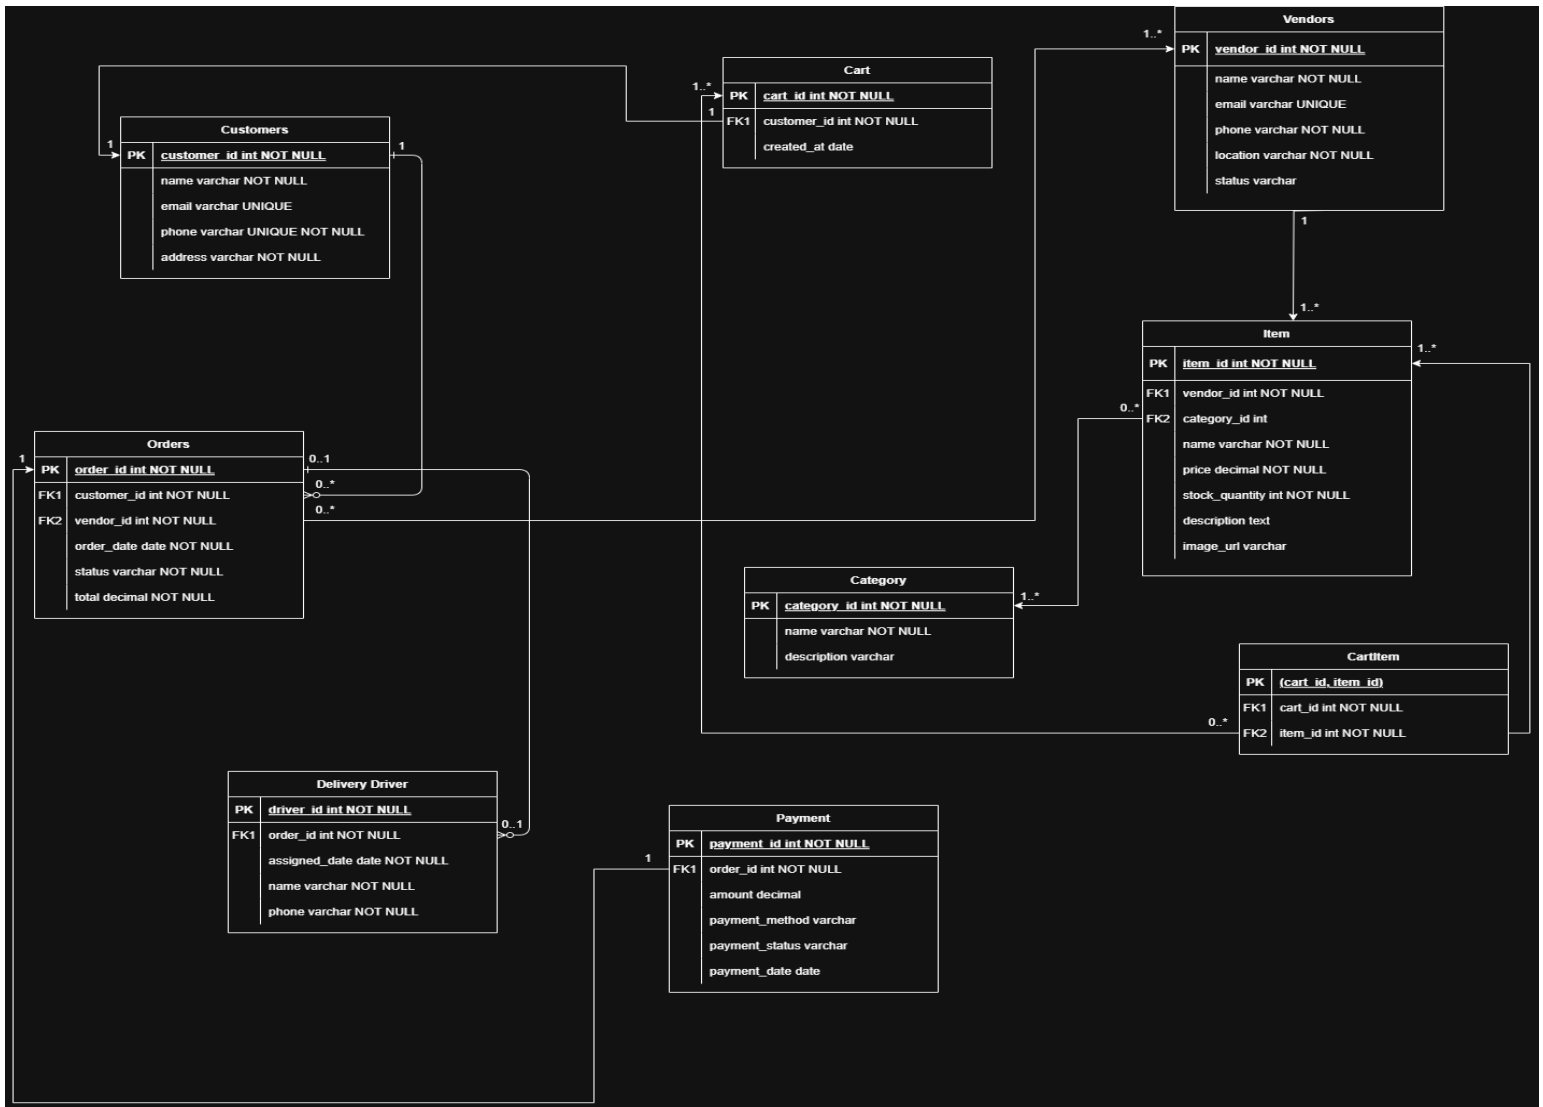 Vendors
1..*
PK vendor_id int NOT NULL
name varchar NOT NULL
email varchar UNIQUE
phone varchar NOT NULL
location varchar NOT NULL
status varchar
1
Cart
1..*
PK cart_id int NOT NULL
1
FK1 customer_id int NOT NULL
created_at date
Customers
1
1
PK customer_id int NOT NULL
name varchar NOT NULL
email varchar UNIQUE
phone varchar UNIQUE NOT NULL
address varchar NOT NULL
1..*
Item
1..*
PK item_id int NOT NULL
FK1 vendor_id int NOT NULL
0..*
FK2 category_id int
name varchar NOT NULL
price decimal NOT NULL
stock_quantity int NOT NULL
description text
image_url varchar
Orders
1
0..1
PK order_id int NOT NULL
0..*
FK1 customer_id int NOT NULL
0..*
FK2 vendor_id int NOT NULL
order_date date NOT NULL
status varchar NOT NULL
total decimal NOT NULL
Category
1..*
PK category_id int NOT NULL
name varchar NOT NULL
description varchar
CartItem
PK (cart_id, item_id)
FK1 cart_id int NOT NULL
0..*
FK2 item_id int NOT NULL
Delivery Driver
PK driver_id int NOT NULL
0..1
FK1 order_id int NOT NULL
assigned_date date NOT NULL
name varchar NOT NULL
phone varchar NOT NULL
Payment
PK payment_id int NOT NULL
1
FK1 order_id int NOT NULL
amount decimal
payment_method varchar
payment_status varchar
payment_date date